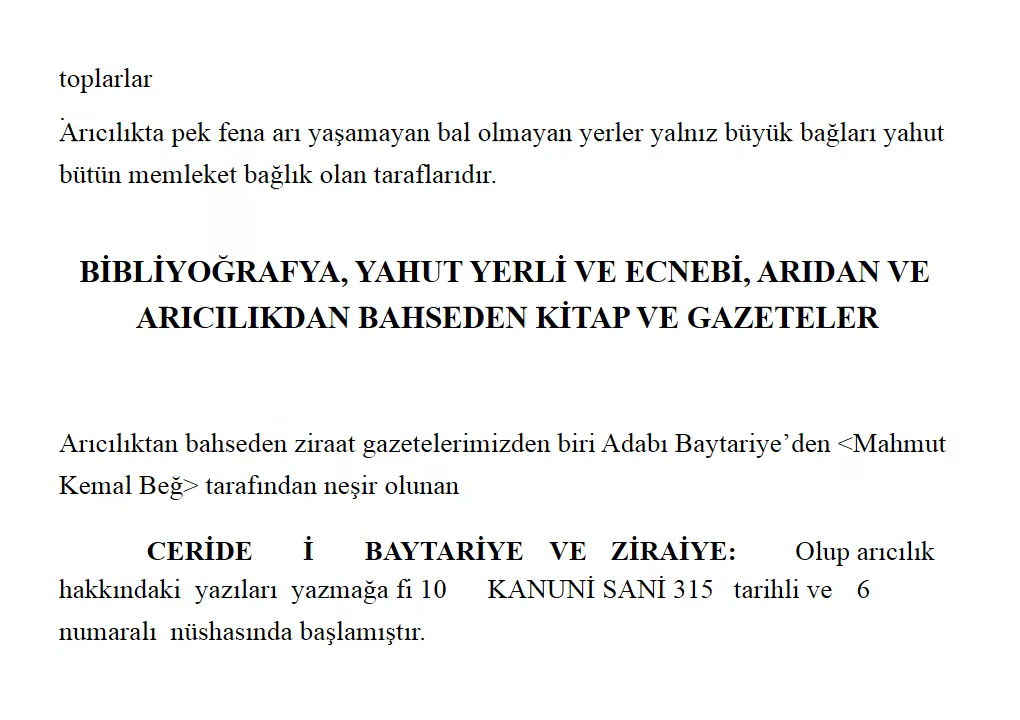 toplarlar
.
Arıcılıkta pek fena arı yaşamayan bal olmayan yerler yalnız büyük bağları yahut
bütün memleket bağlık olan taraflarıdır.
BİBLİYOĞRAFYA, YAHUT YERLİ VE ECNEBİ, ARIDAN VE
ARICILIKDAN BAHSEDEN KİTAP VE GAZETELER
Arıcılıktan bahseden ziraat gazetelerimizden biri Adabı Baytariye’den <Mahmut
Kemal Beğ> tarafından neşir olunan
CERİDE İ BAYTARİYE VE ZİRAİYE: Olup arıcılık
hakkındaki yazıları yazmağa fi 10 KANUNİ SANİ 315 tarihli ve 6
numaralı nüshasında başlamıştır.